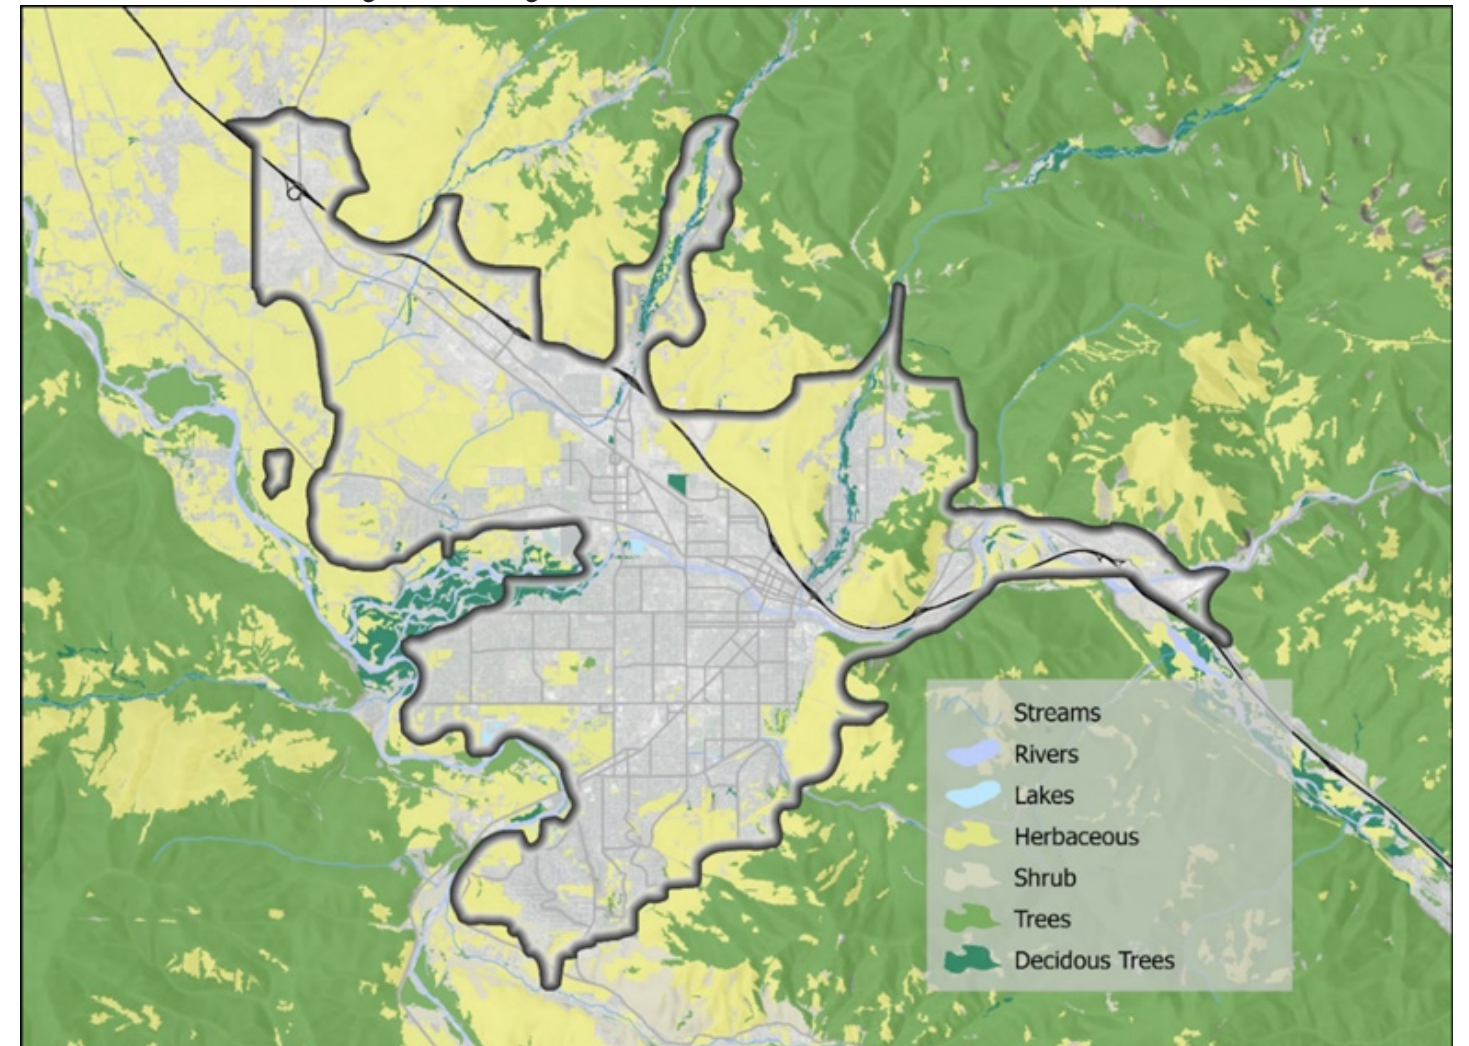 Streams
Rivers
Lakes
Herbaceous
Shrub
Trees
Decidous Trees